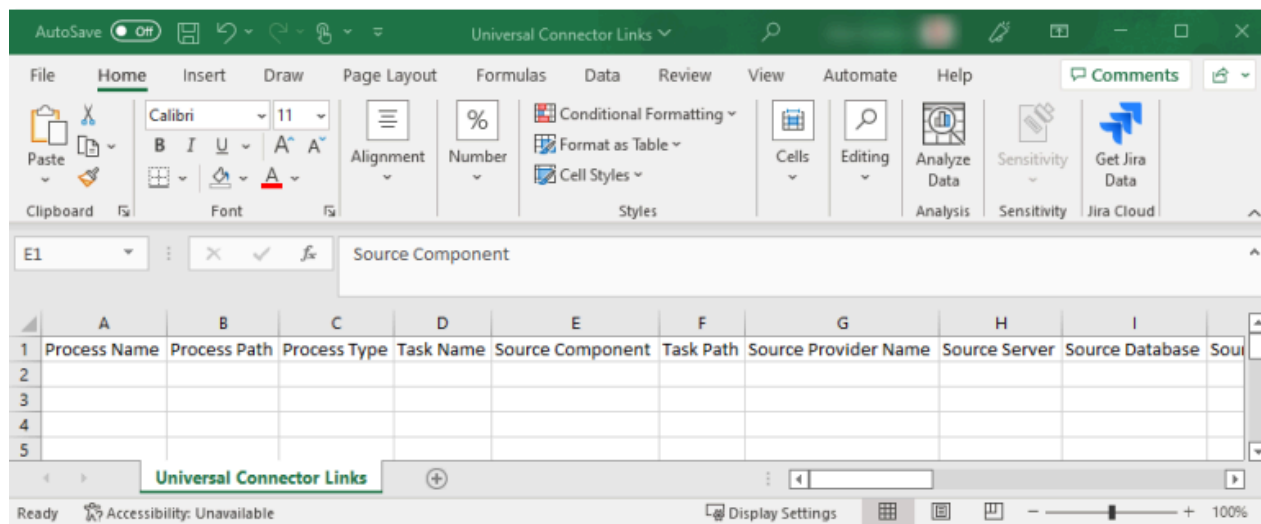 AutoSave Off Universal Connector Links
File Home Insert Draw Page Layout Formulas Data Review View Automate Help Comments
Paste
Clipboard
Calibri 11
B I U A A
A
Font
Alignment
%
Number
Conditional Formatting
Format as Table
Cell Styles
Styles
Cells
Editing
Analyze
Data
Analysis
Sensitivity
Sensitivity
Get Jira
Data
Jira Cloud
E1 fx Source Component
A B C D E F G H I
1 Process Name Process Path Process Type Task Name Source Component Task Path Source Provider Name Source Server Source Database
2
3
4
5
Universal Connector Links
Ready Accessibility: Unavailable Display Settings 100%